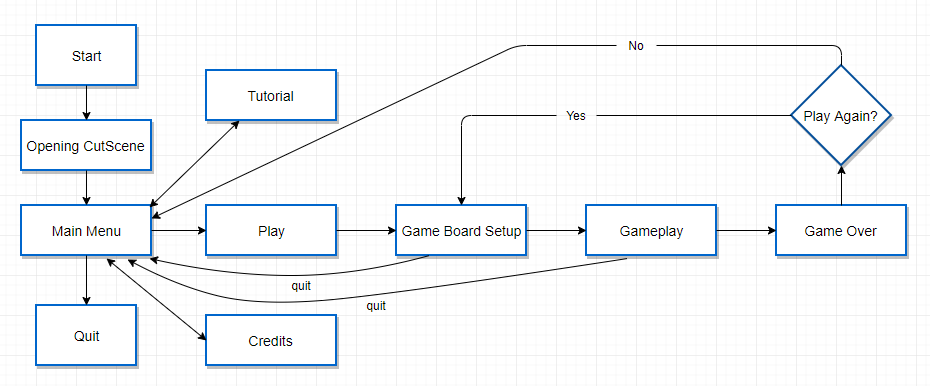 Start
No
Tutorial
Yes
Play Again?
Opening CutScene
Main Menu
Play
Game Board Setup
Gameplay
Game Over
quit
quit
Quit
Credits